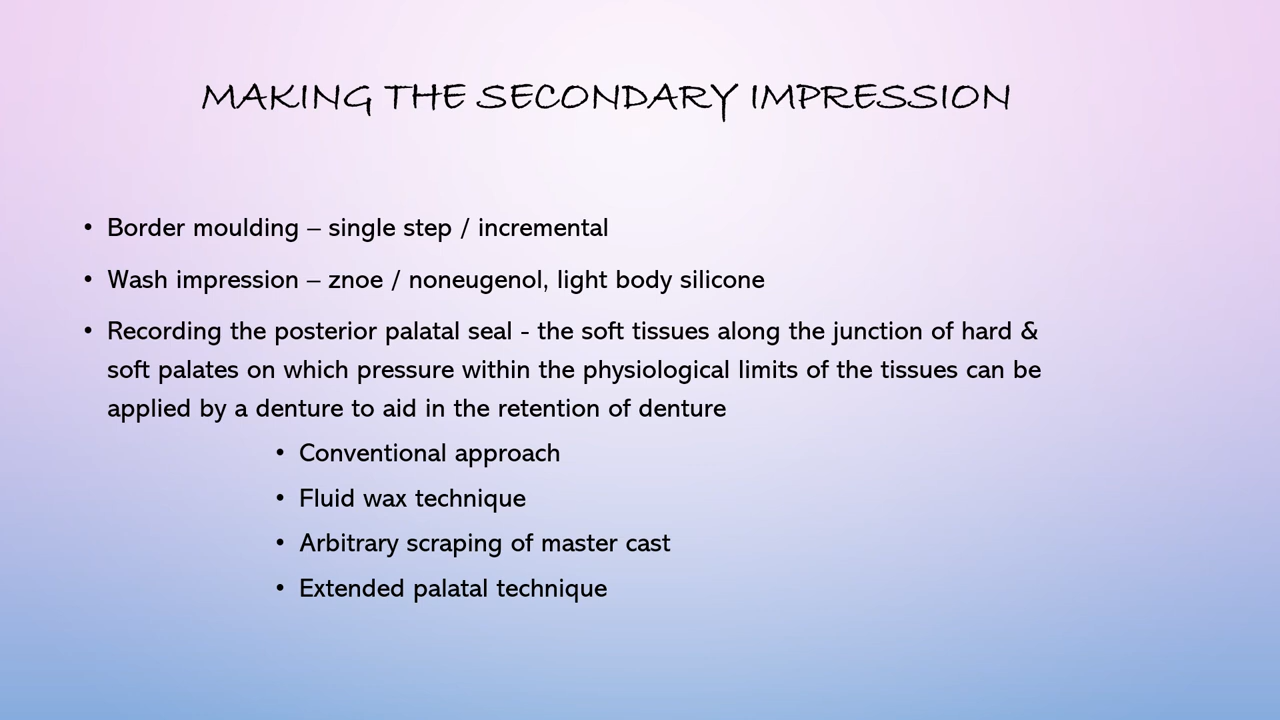 MAKING THE SECONDARY IMPRESSION
• Border moulding – single step / incremental
• Wash impression – znoe / noneugenol, light body silicone
• Recording the posterior palatal seal - the soft tissues along the junction of hard &
soft palates on which pressure within the physiological limits of the tissues can be
applied by a denture to aid in the retention of denture
• Conventional approach
• Fluid wax technique
• Arbitrary scraping of master cast
• Extended palatal technique